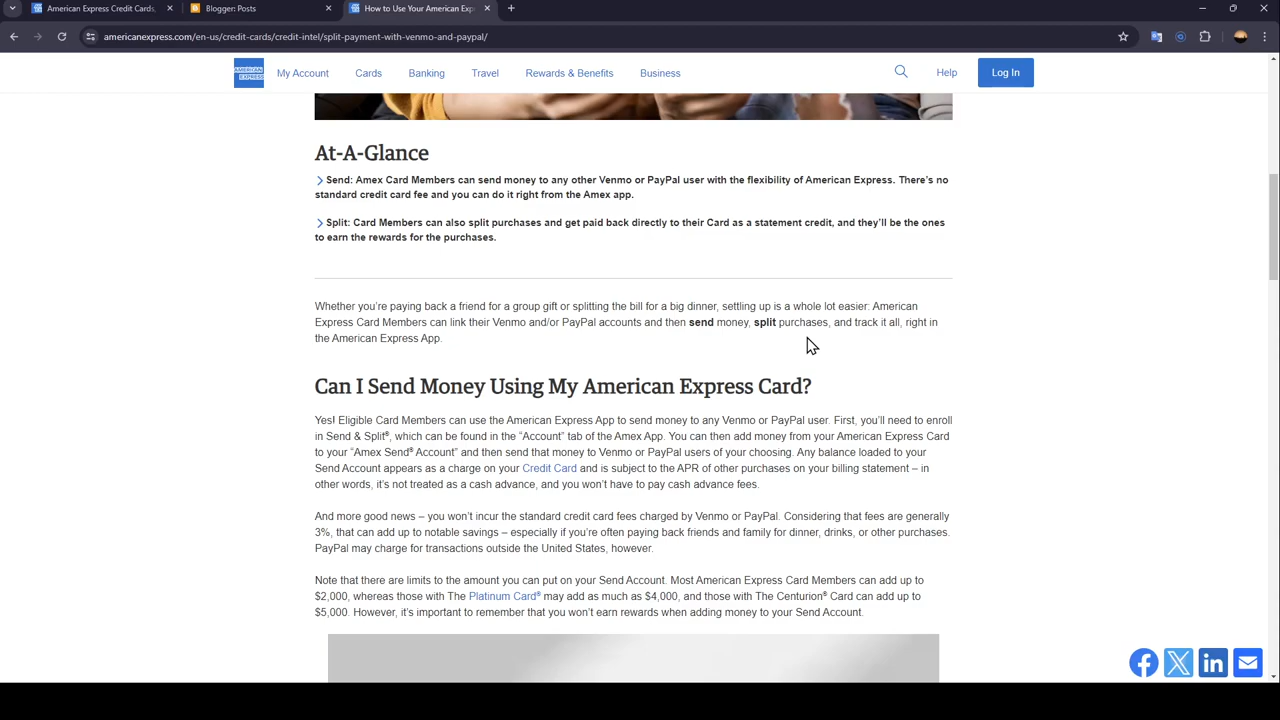 American Express Credit Cards,
Blogger: Posts
How to Use Your American Exp
americanexpress.com/en-us/credit-cards/credit-intel/split-payment-with-venmo-and-paypal/
AMERICAN EXPRESS
My Account
Cards
Banking
Travel
Rewards & Benefits
Business
Help
Log In
At-A-Glance
Send: Amex Card Members can send money to any other Venmo or PayPal user with the flexibility of American Express. There's no
standard credit card fee and you can do it right from the Amex app.
Split: Card Members can also split purchases and get paid back directly to their Card as a statement credit, and they'll be the ones
to earn the rewards for the purchases.
Whether you're paying back a friend for a group gift or splitting the bill for a big dinner, settling up is a whole lot easier: American
Express Card Members can link their Venmo and/or PayPal accounts and then send money, split purchases, and track it all, right in
the American Express App.
Can I Send Money Using My American Express Card?
Yes! Eligible Card Members can use the American Express App to send money to any Venmo or PayPal user. First, you'll need to enroll
in Send & Split®, which can be found in the “Account” tab of the Amex App. You can then add money from your American Express Card
to your “Amex Send® Account” and then send that money to Venmo or PayPal users of your choosing. Any balance loaded to your
Send Account appears as a charge on your Credit Card and is subject to the APR of other purchases on your billing statement – in
other words, it's not treated as a cash advance, and you won't have to pay cash advance fees.
And more good news – you won't incur the standard credit card fees charged by Venmo or PayPal. Considering that fees are generally
3%, that can add up to notable savings – especially if you're often paying back friends and family for dinner, drinks, or other purchases.
PayPal may charge for transactions outside the United States, however.
Note that there are limits to the amount you can put on your Send Account. Most American Express Card Members can add up to
$2,000, whereas those with The Platinum Card® may add as much as $4,000, and those with The Centurion® Card can add up to
$5,000. However, it's important to remember that you won't earn rewards when adding money to your Send Account.